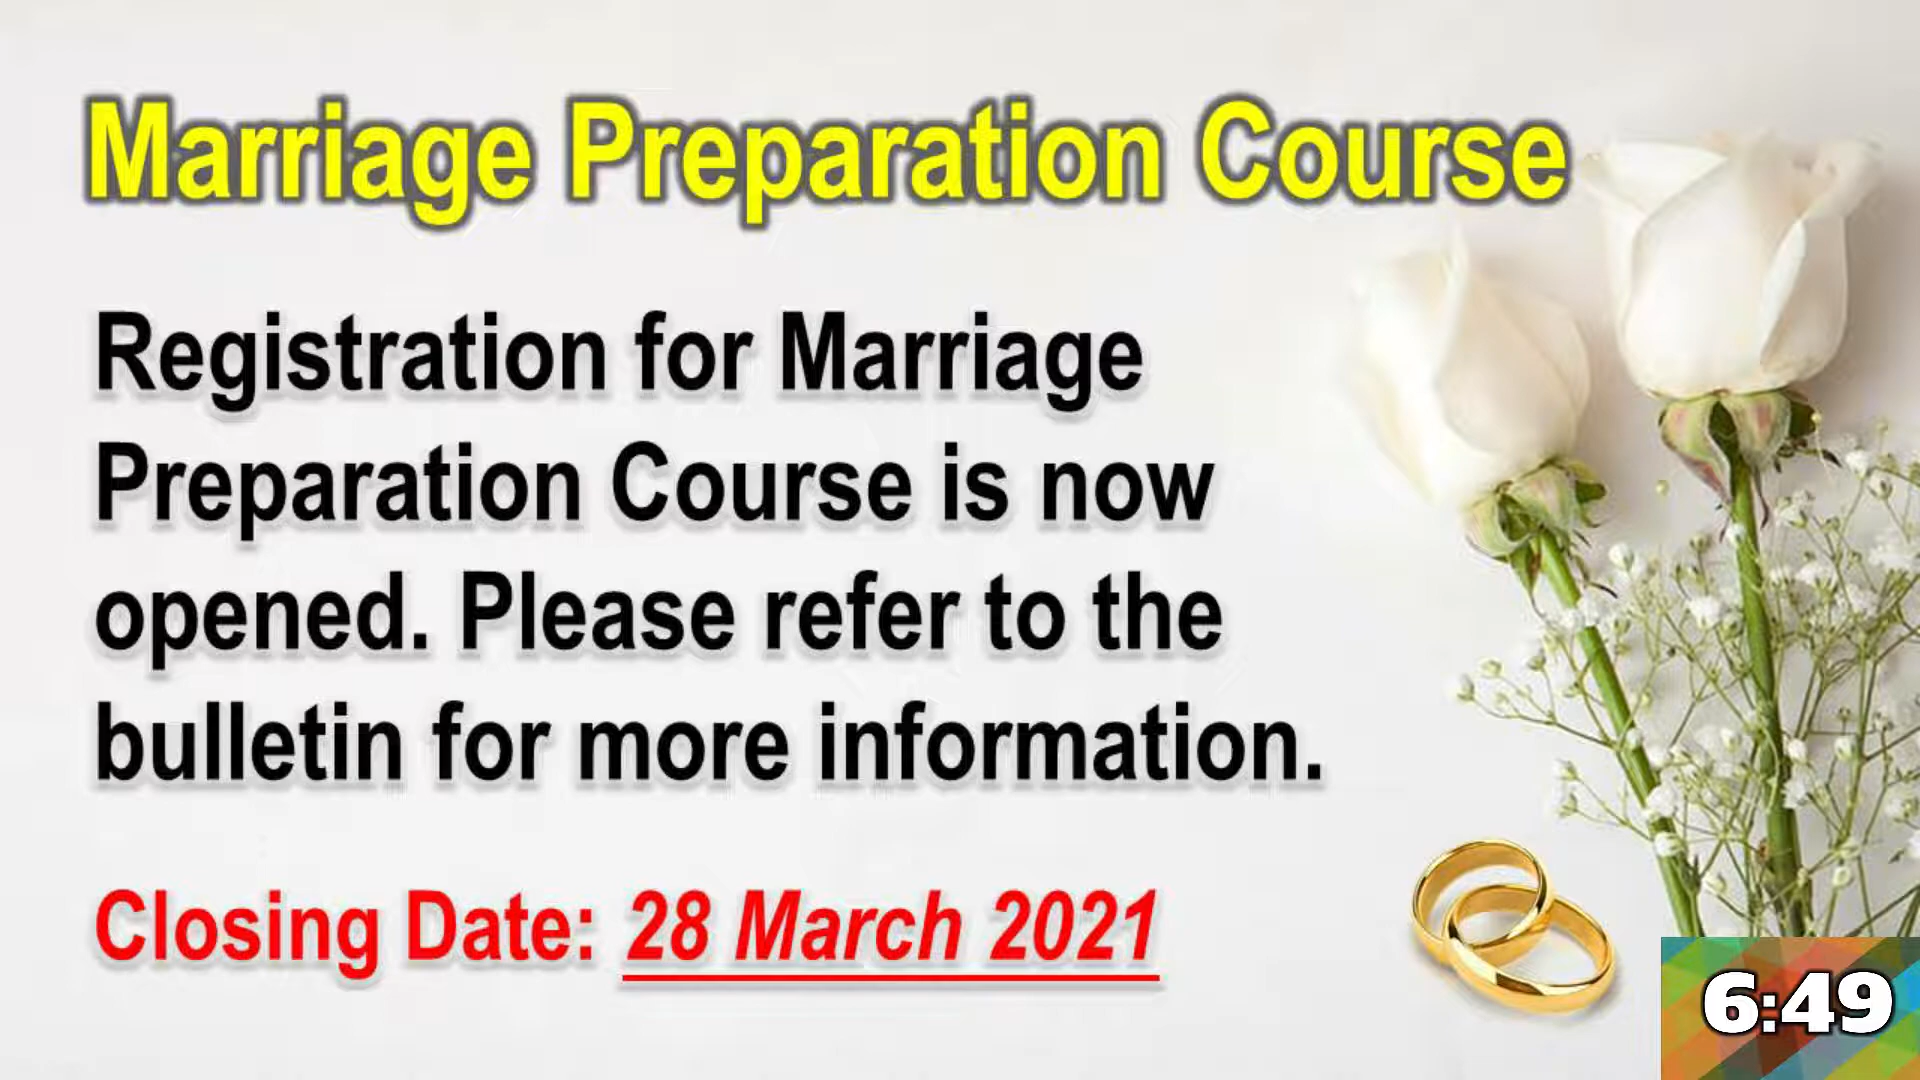 Marriage Preparation Course
Registration for Marriage
Preparation Course is now
opened. Please refer to the
bulletin for more information.
Closing Date: 28 March 2021
6:49